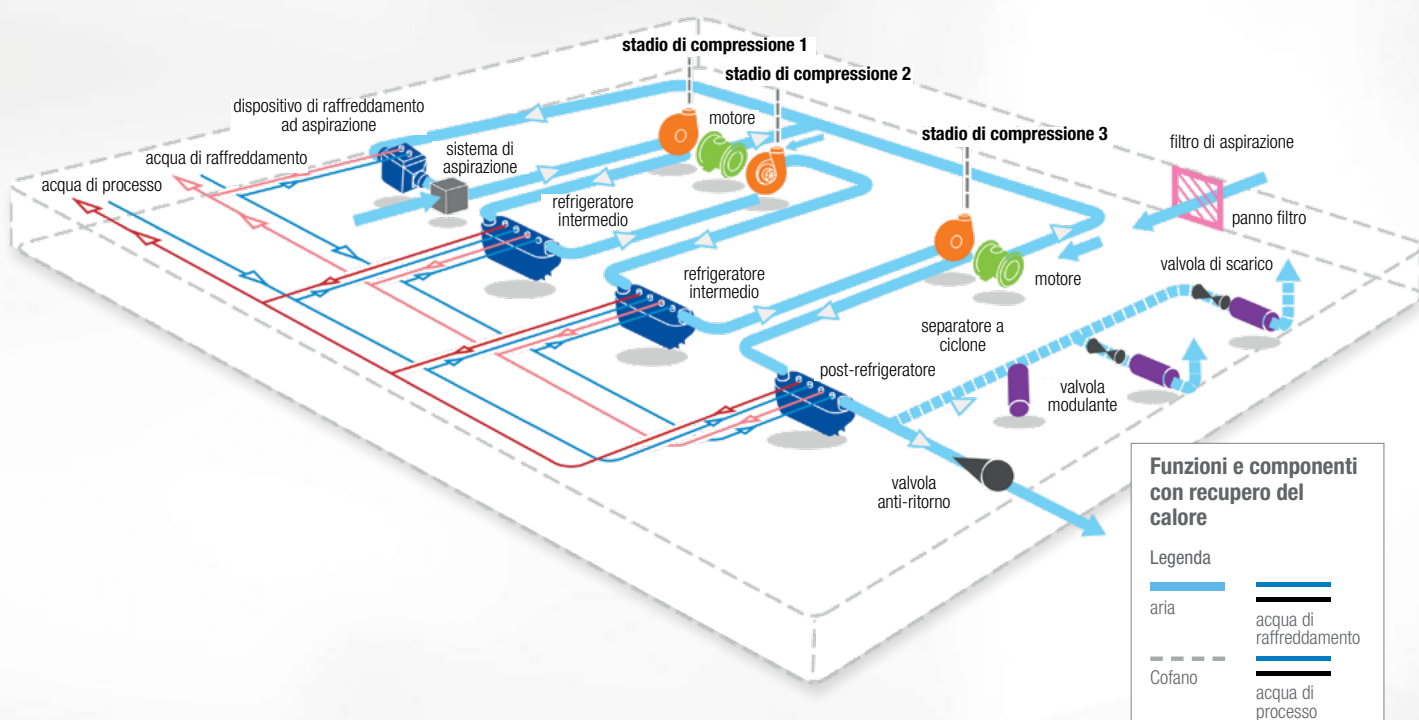 stadio di compressione 1
stadio di compressione 2
dispositivo di raffreddamento
ad aspirazione
motore
stadio di compressione 3
filtro di aspirazione
sistema di
aspirazione
acqua di raffreddamento
acqua di processo
refrigeratore
intermedio
panno filtro
valvola di scarico
refrigeratore
intermedio
motore
separatore a
ciclone
post-refrigeratore
valvola
modulante
valvola
anti-ritorno
Funzioni e componenti
con recupero del
calore
Legenda
aria
acqua di
raffreddamento
Cofano
acqua di
processo